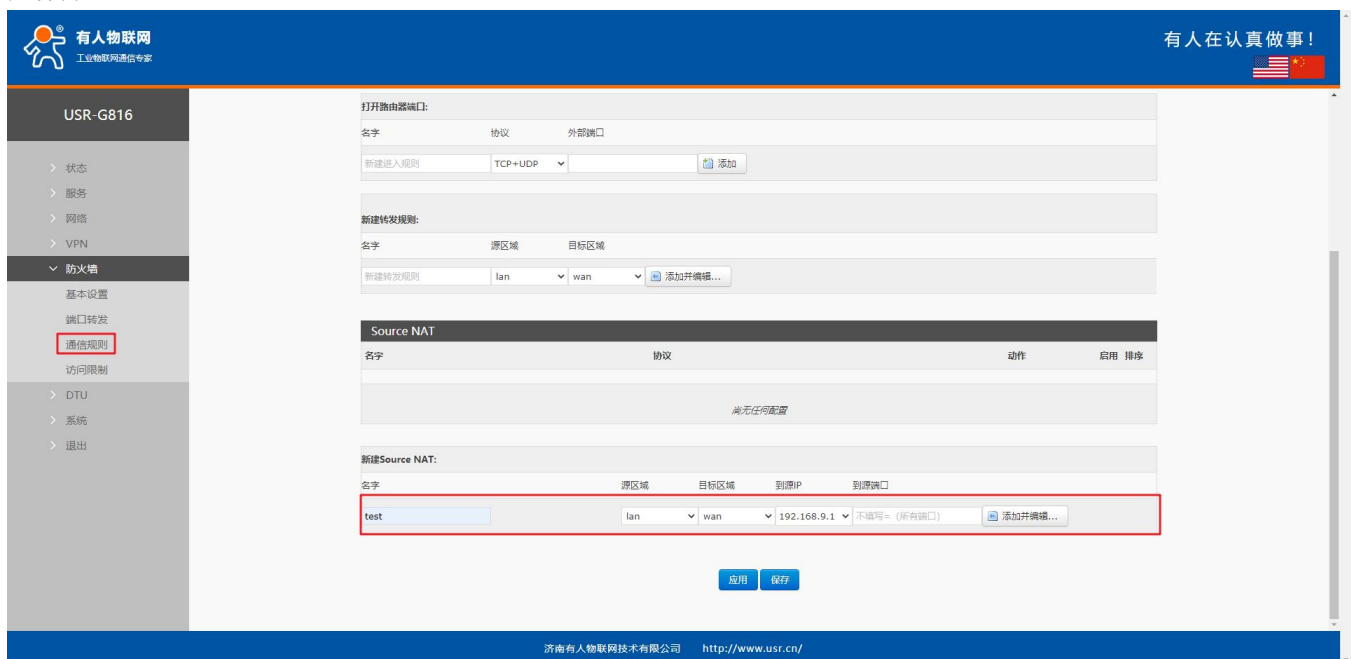 有人物联网
®
工业物联网通信专家
有人在认真做事！
USR-G816
状态
服务
网络
VPN
防火墙
基本设置
端口转发
通信规则
访问限制
DTU
系统
退出
打开路由器端口:
名字 协议 外部端口
新建进入规则 TCP+UDP 添加
新建转发规则:
名字 源区域 目标区域
新建转发规则 lan wan 添加并编辑...
Source NAT
名字 协议 动作 启用 排序
尚无任何配置
新建Source NAT:
名字 源区域 目标区域 到源IP 到源端口
test lan wan 192.168.9.1 不填写=（所有端口） 添加并编辑...
应用 保存
济南有人物联网技术有限公司 http://www.usr.cn/